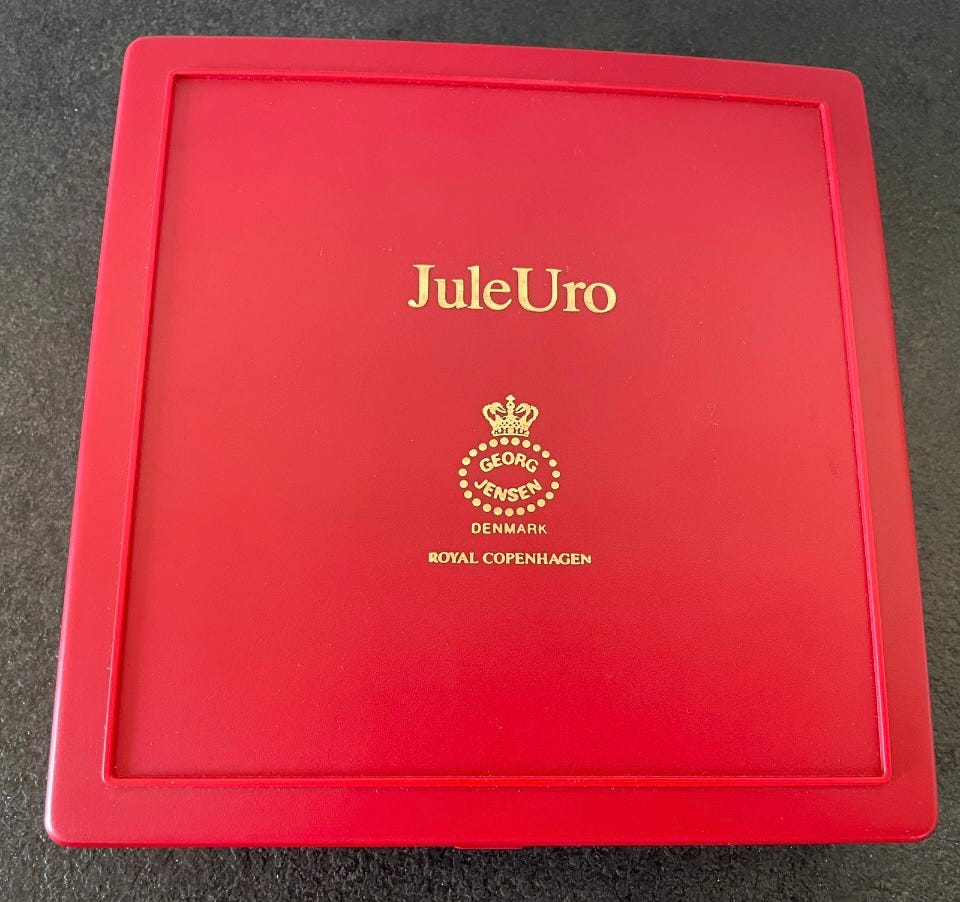 JuleUro
GEORG
JENSEN
DENMARK
ROYAL COPENHAGEN